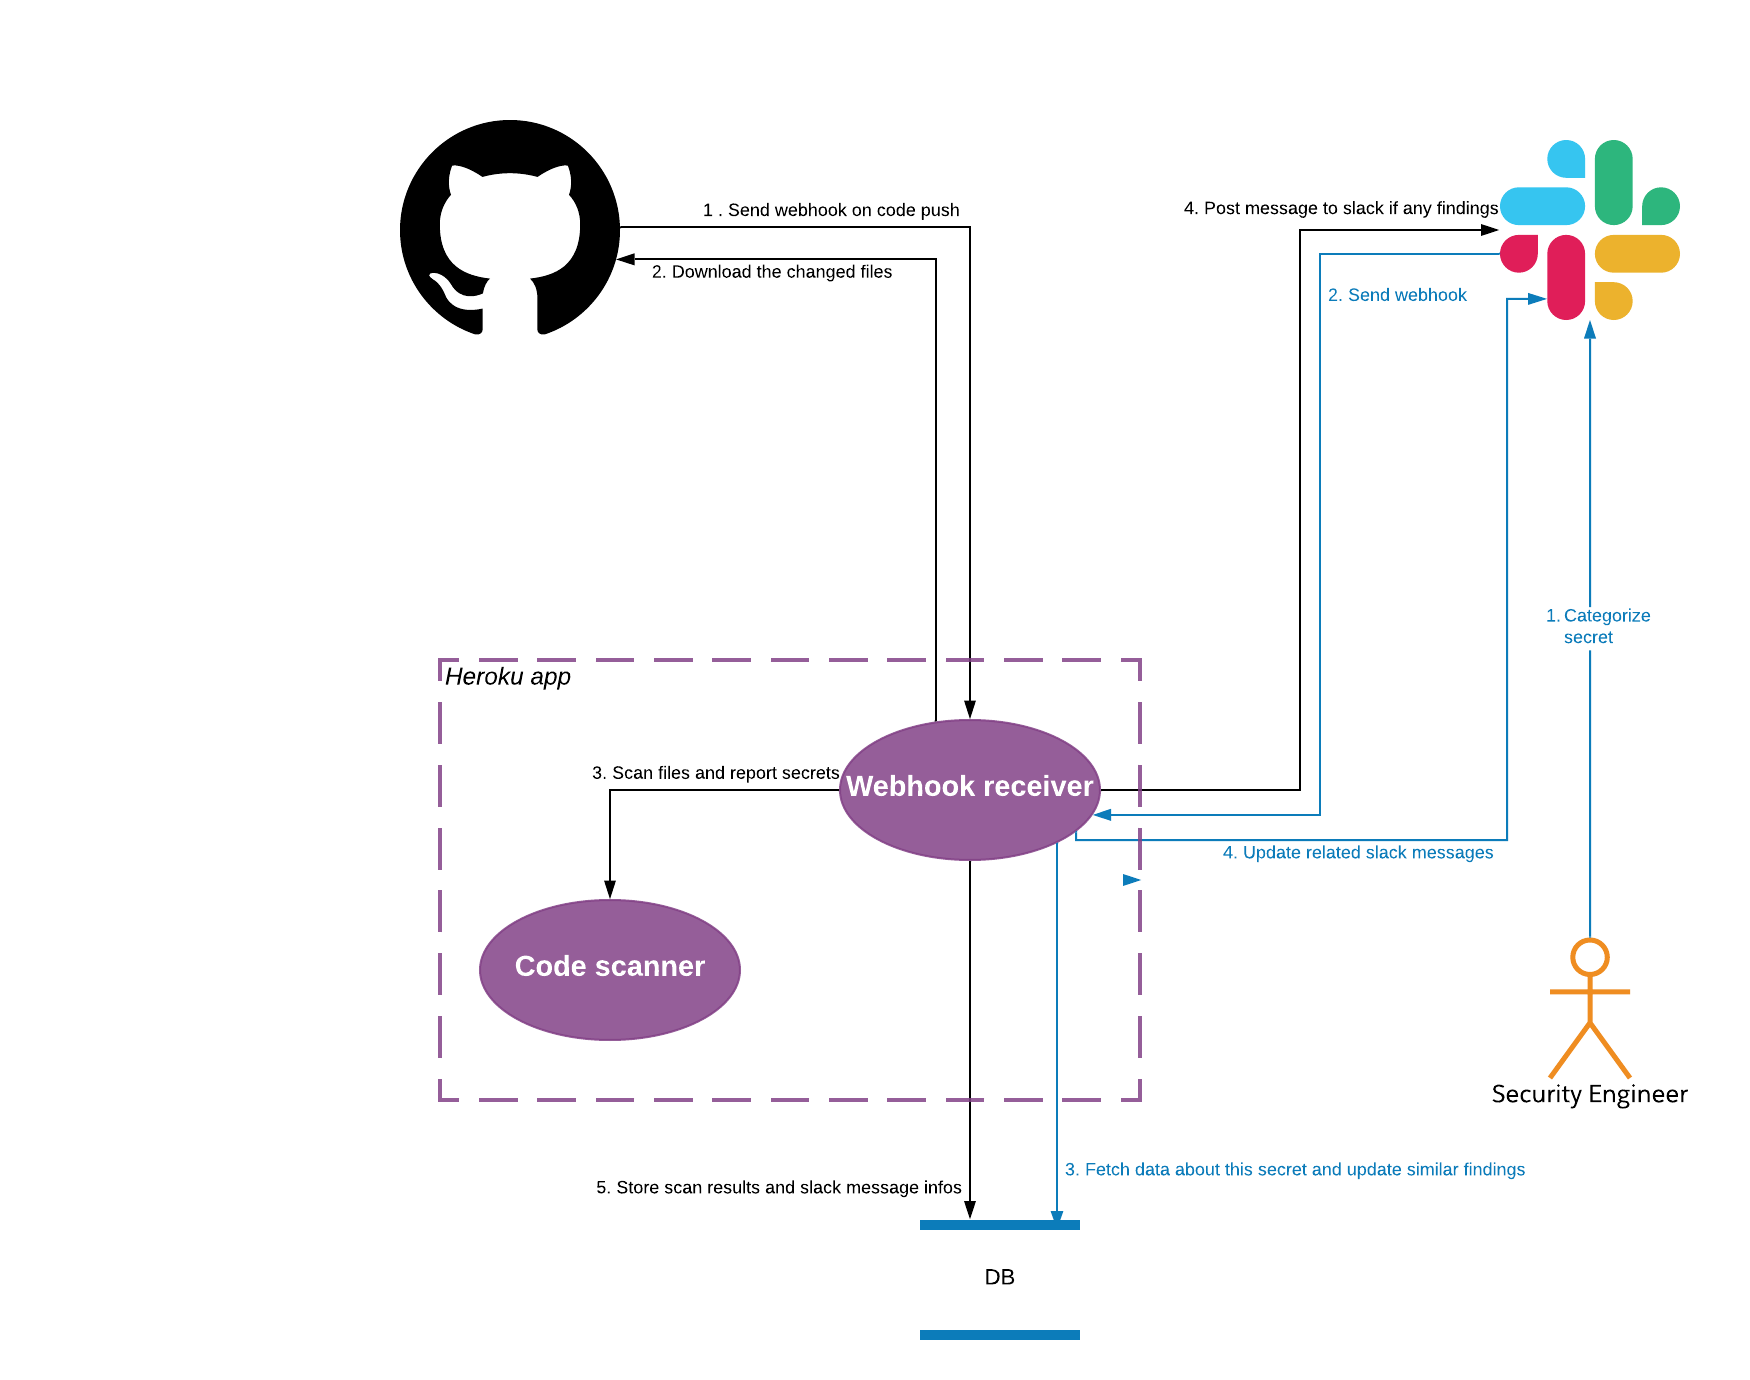 1 . Send webhook on code push
4. Post message to slack if any findings
2. Download the changed files
2. Send webhook
1. Categorize
secret
Heroku app
3. Scan files and report secrets
Webhook receiver
4. Update related slack messages
Code scanner
Security Engineer
3. Fetch data about this secret and update similar findings
5. Store scan results and slack message infos
DB